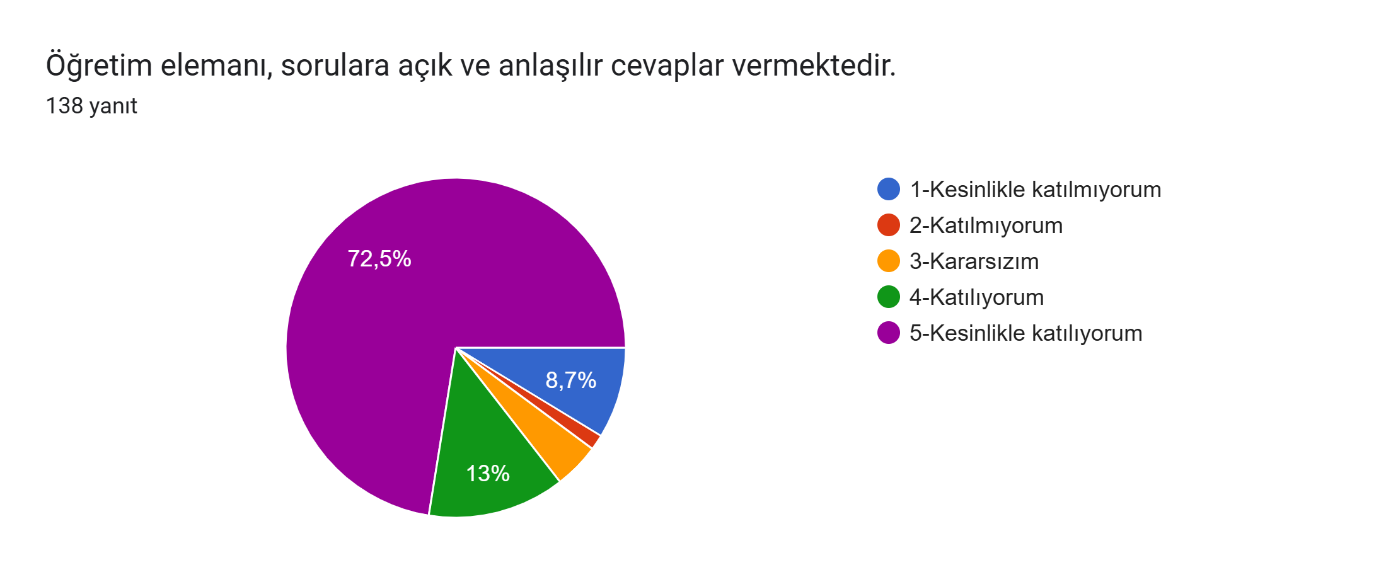 Öğretim elemanı, sorulara açık ve anlaşılır cevaplar vermektedir.
138 yanıt
72,5%
8,7%
13%
1-Kesinlikle katılmıyorum
2-Katılmıyorum
3-Kararsızım
4-Katılıyorum
5-Kesinlikle katılıyorum